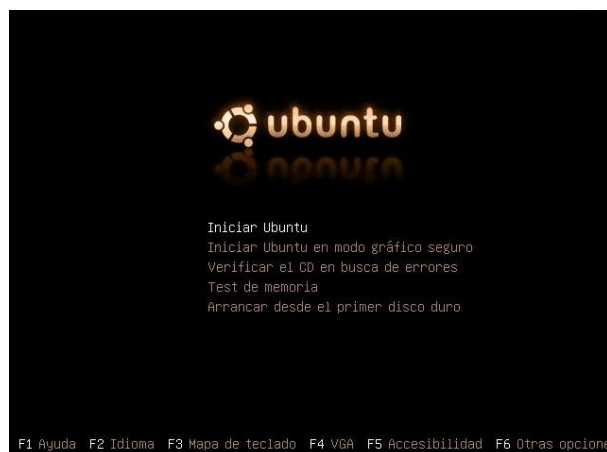 ubuntu
Iniciar Ubuntu
Iniciar Ubuntu en modo gráfico seguro
Verificar el CD en busca de errores
Test de memoria
Arrancar desde el primer disco duro
F1 Ayuda F2 Idioma F3 Mapa de teclado F4 VGA F5 Accesibilidad F6 Otras opcione